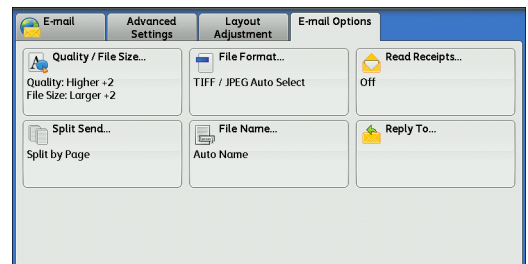 E-mail
Advanced Settings
Layout Adjustment
E-mail Options
Quality / File Size...
Quality: Higher +2
File Size: Larger +2
File Format...
TIFF / JPEG Auto Select
Read Receipts...
Off
Split Send...
Split by Page
File Name...
Auto Name
Reply To...